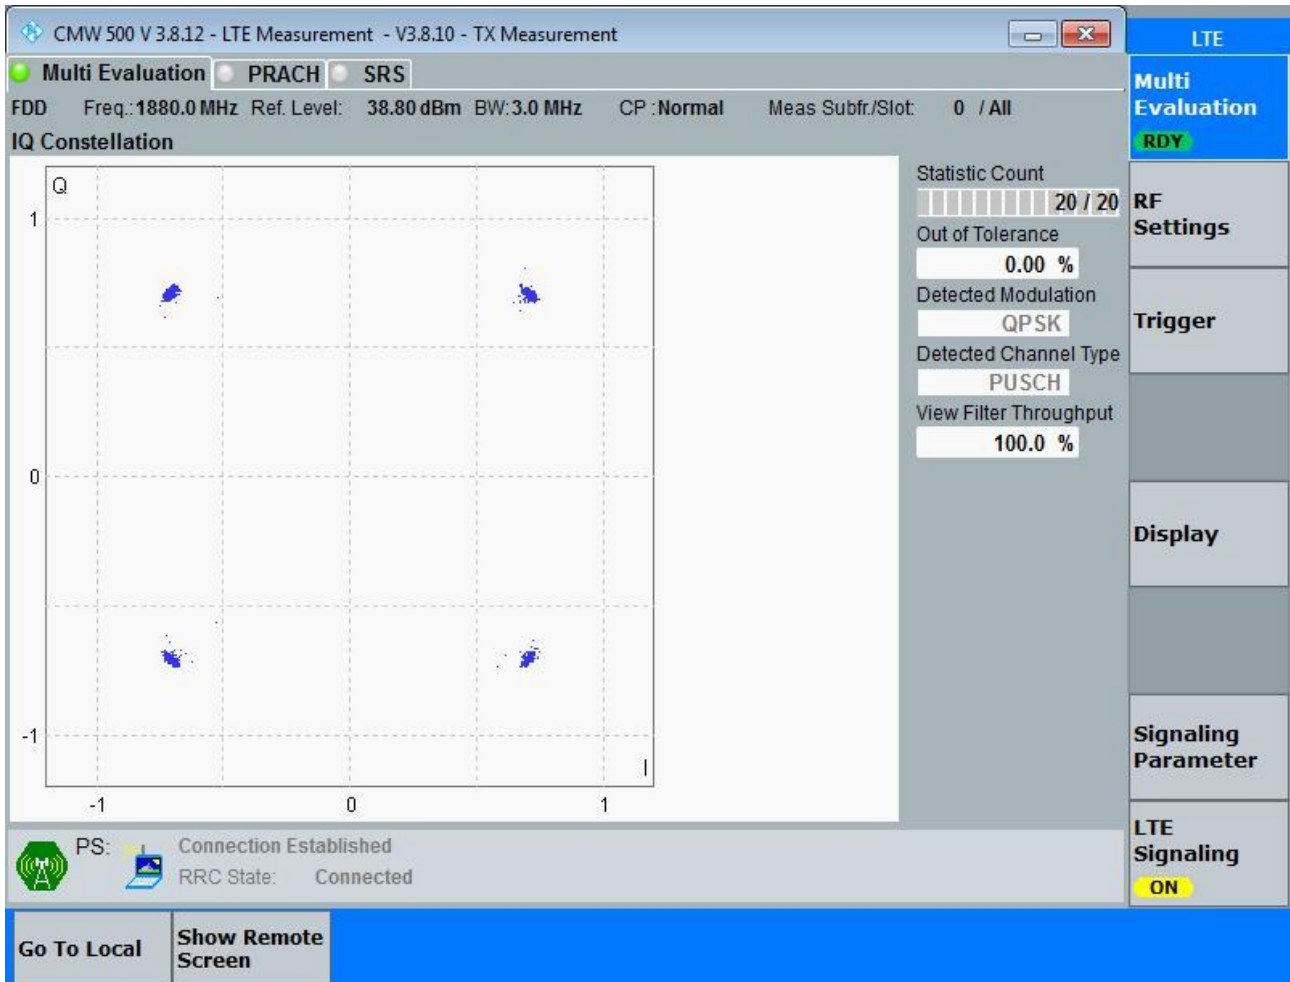 CMW 500 V 3.8.12 - LTE Measurement - V3.8.10 - TX Measurement
LTE
Multi Evaluation PRACH SRS
FDD Freq.:1880.0 MHz Ref. Level: 38.80 dBm BW:3.0 MHz CP :Normal Meas Subfr./Slot: 0 / All
IQ Constellation
Q
1
0
-1
-1 0 1
I
Statistic Count
20 / 20
Out of Tolerance
0.00 %
Detected Modulation
QPSK
Detected Channel Type
PUSCH
View Filter Throughput
100.0 %
Multi
Evaluation
RDY
RF
Settings
Trigger
Display
Signaling
Parameter
LTE
Signaling
ON
PS: Connection Established
RRC State: Connected
Go To Local
Show Remote
Screen